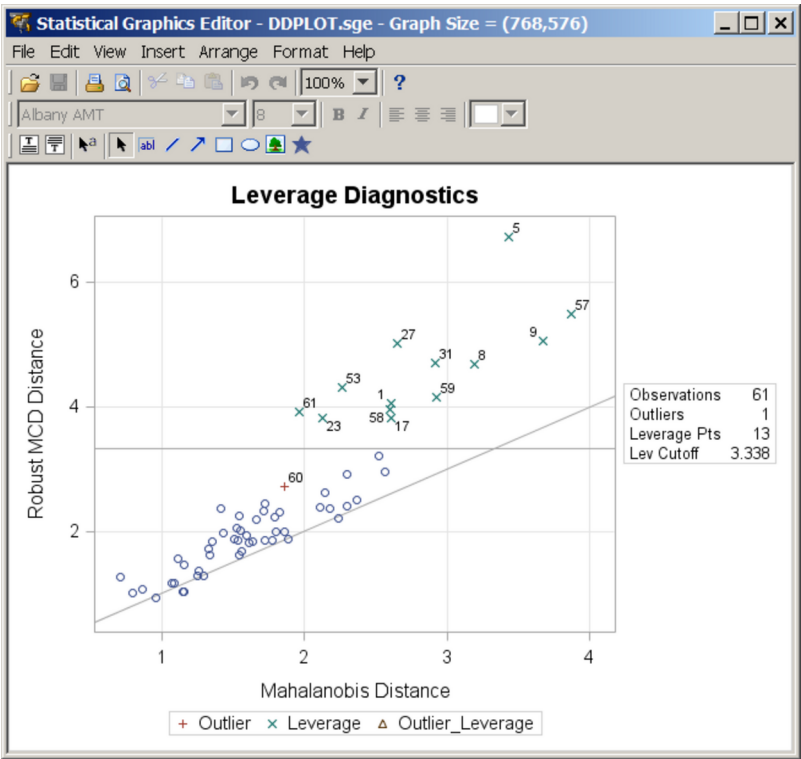 Statistical Graphics Editor - DDPLOT.sge - Graph Size = (768,576)
File Edit View Insert Arrange Format Help
100% ?
Albany AMT 8 B I
abl
Leverage Diagnostics
5
6
57
27 9
31 8
53
59
1
61
4
58
23 17
Observations 61
Outliers 1
Leverage Pts 13
Lev Cutoff 3.338
Robust MCD Distance
60
2
1 2 3 4
Mahalanobis Distance
+ Outlier × Leverage △ Outlier_Leverage